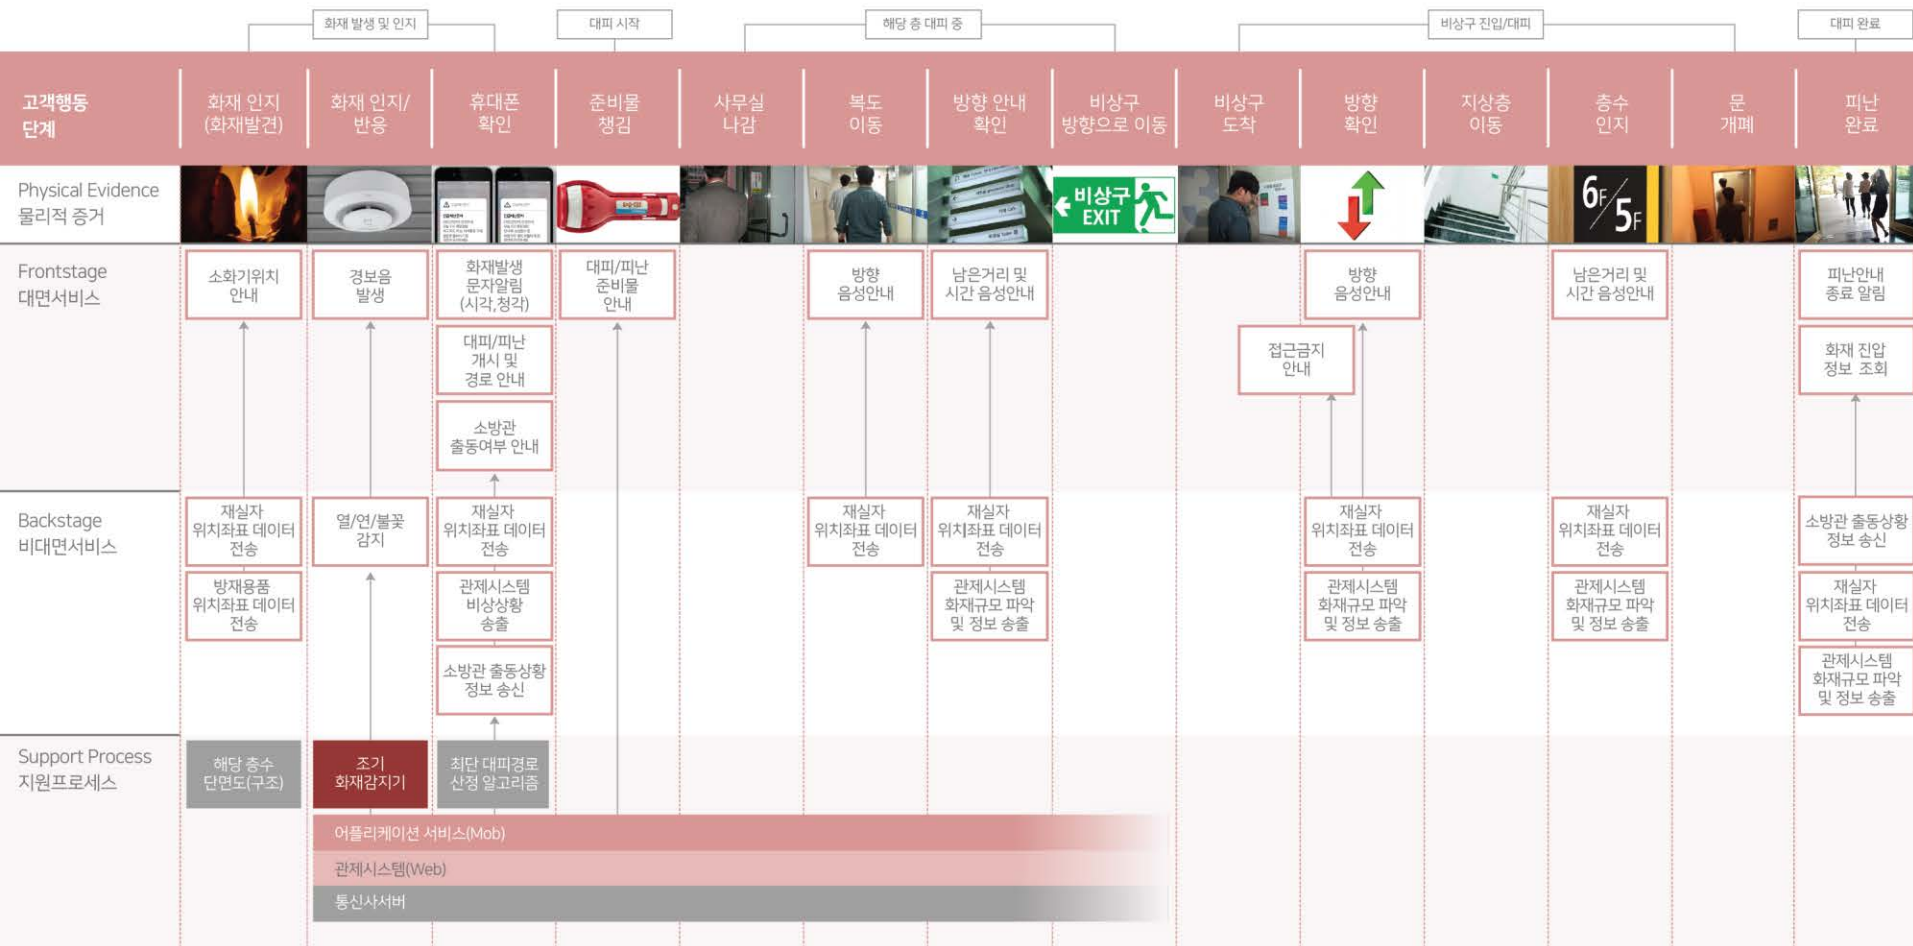 화재 발생 및 인지
대피 시작
해당 층 대피 중
비상구 진입/대피
대피 완료
고객행동
단계
화재 인지
(화재발견)
화재 인지/
반응
휴대폰
확인
준비물
챙김
사무실
나감
복도
이동
방향 안내
확인
비상구
방향으로 이동
비상구
도착
방향
확인
지상층
이동
층수
인지
문
개폐
피난
완료
Physical Evidence
물리적 증거
비상구
EXIT
6F
5F
Frontstage
대면서비스
소화기위치
안내
경보음
발생
화재발생
문자알림
(시각,청각)
대피/피난
준비물
안내
방향
음성안내
남은거리 및
시간 음성안내
방향
음성안내
남은거리 및
시간 음성안내
피난안내
종료 알림
대피/피난
개시 및
경로 안내
접근금지
안내
화재 진압
정보 조회
소방관
출동여부 안내
Backstage
비대면서비스
재실자
위치좌표 데이터
전송
열/연/불꽃
감지
재실자
위치좌표 데이터
전송
재실자
위치좌표 데이터
전송
재실자
위치좌표 데이터
전송
재실자
위치좌표 데이터
전송
재실자
위치좌표 데이터
전송
소방관 출동상황
정보 송신
방재용품
위치좌표 데이터
전송
관제시스템
비상상황
송출
관제시스템
화재규모 파악
및 정보 송출
관제시스템
화재규모 파악
및 정보 송출
관제시스템
화재규모 파악
및 정보 송출
재실자
위치좌표 데이터
전송
소방관 출동상황
정보 송신
관제시스템
화재규모 파악
및 정보 송출
Support Process
지원프로세스
해당 층수
단면도(구조)
조기
화재감지기
최단 대피경로
산정 알고리즘
어플리케이션 서비스(Mob)
관제시스템(Web)
통신사서버